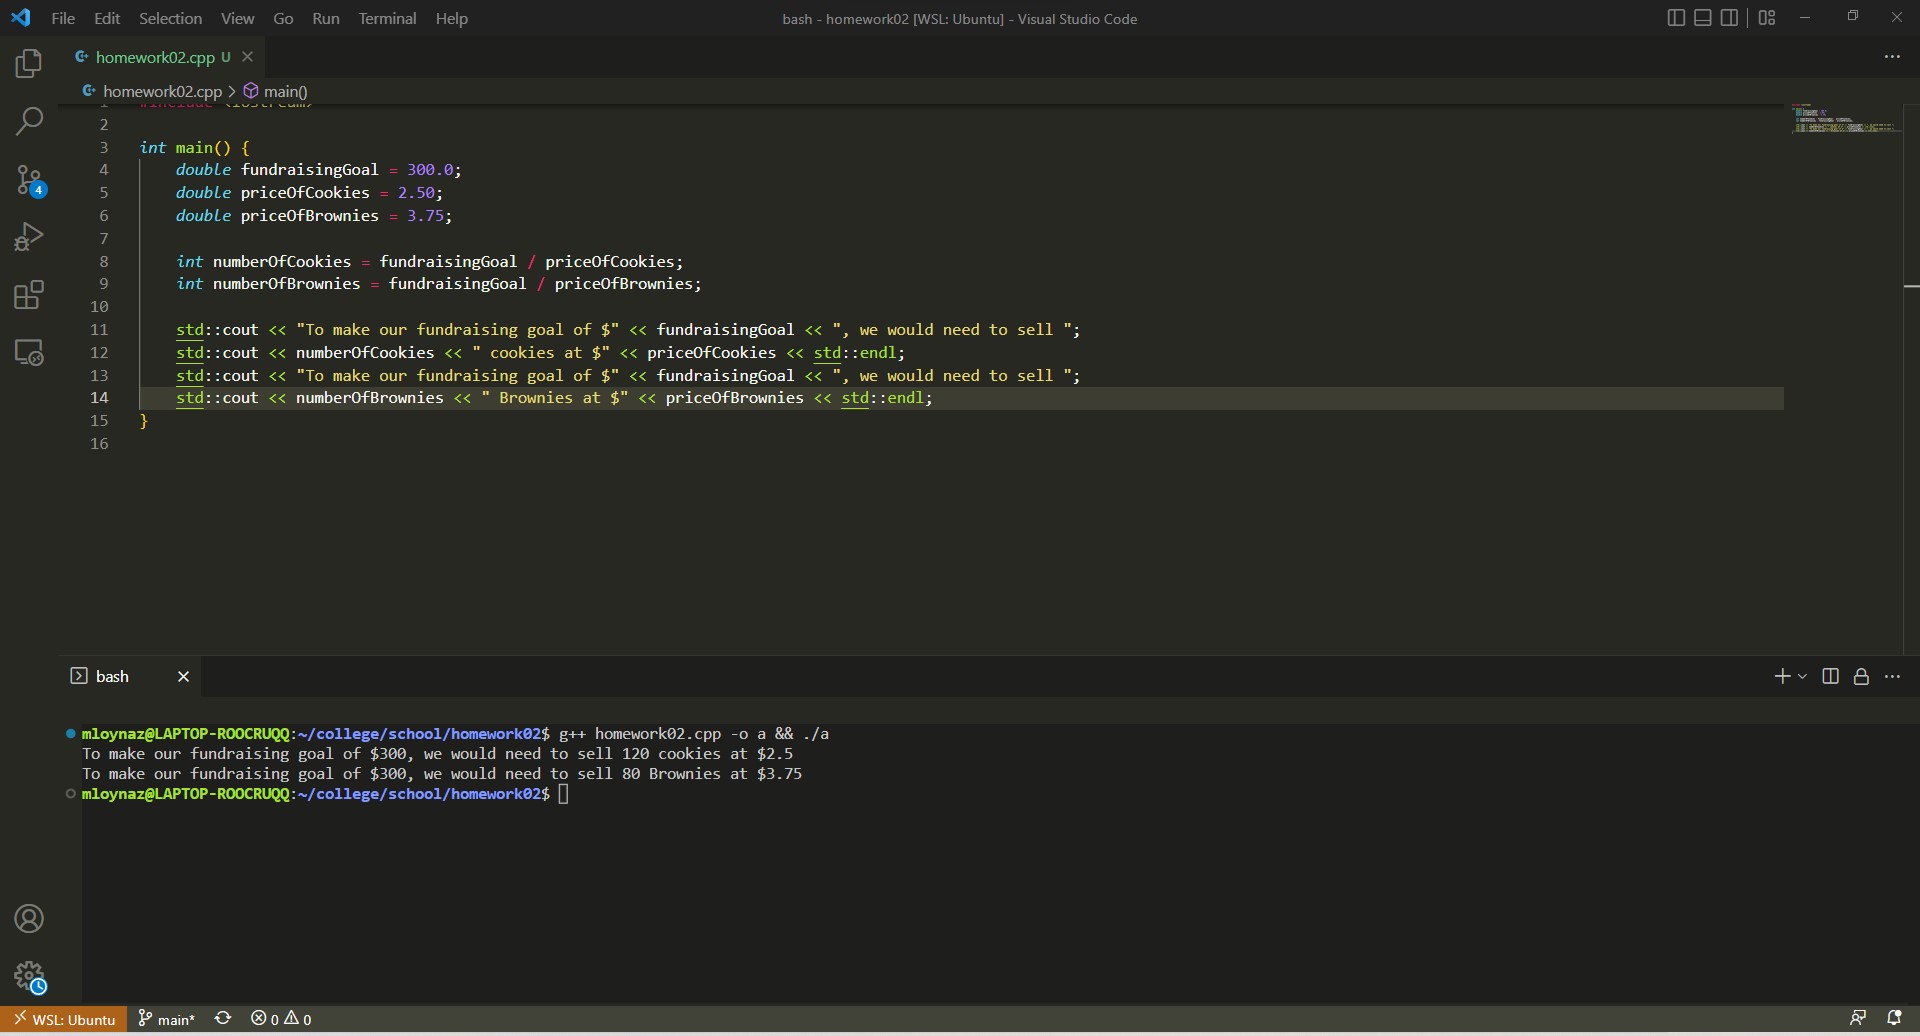 File Edit Selection View Go Run Terminal Help bash - homework02 [WSL: Ubuntu] - Visual Studio Code
homework02.cpp U
homework02.cpp > main()
1 #include <iostream>
2
3 int main() {
4 double fundraisingGoal = 300.0;
5 double priceOfCookies = 2.50;
6 double priceOfBrownies = 3.75;
7
8 int numberOfCookies = fundraisingGoal / priceOfCookies;
9 int numberOfBrownies = fundraisingGoal / priceOfBrownies;
10
11 std::cout << "To make our fundraising goal of $" << fundraisingGoal << ", we would need to sell ";
12 std::cout << numberOfCookies << " cookies at $" << priceOfCookies << std::endl;
13 std::cout << "To make our fundraising goal of $" << fundraisingGoal << ", we would need to sell ";
14 std::cout << numberOfBrownies << " Brownies at $" << priceOfBrownies << std::endl;
15 }
16
4
bash
mloynaz@LAPTOP-ROOCRUQQ:~/college/school/homework02$ g++ homework02.cpp -o a && ./a
To make our fundraising goal of $300, we would need to sell 120 cookies at $2.5
To make our fundraising goal of $300, we would need to sell 80 Brownies at $3.75
mloynaz@LAPTOP-ROOCRUQQ:~/college/school/homework02$
WSL: Ubuntu main* 0 0